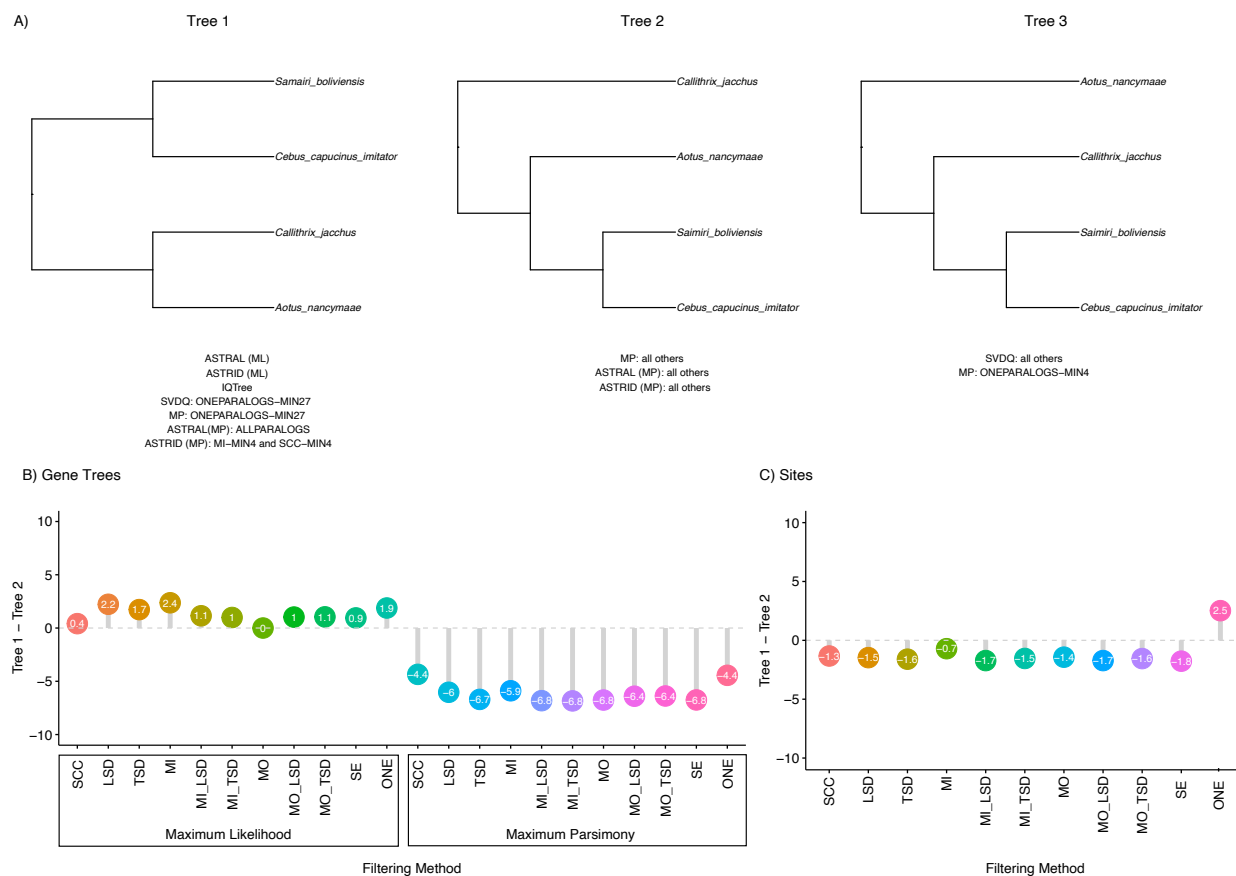 A)
Tree 1
Tree 2
Tree 3
Samairi_boliviensis
Cebus_capucinus_imitator
Callithrix_jacchus
Aotus_nancymaae
Callithrix_jacchus
Aotus_nancymaae
Saimiri_boliviensis
Cebus_capucinus_imitator
Aotus_nancymaae
Callithrix_jacchus
Saimiri_boliviensis
Cebus_capucinus_imitator
ASTRAL (ML)
ASTRID (ML)
IQTree
SVDQ: ONEPARALOGS−MIN27
MP: ONEPARALOGS−MIN27
ASTRAL(MP): ALLPARALOGS
ASTRID (MP): MI−MIN4 and SCC−MIN4
MP: all others
ASTRAL (MP): all others
ASTRID (MP): all others
SVDQ: all others
MP: ONEPARALOGS−MIN4
B) Gene Trees
Tree 1 − Tree 2
10
5
0
−5
−10
0.4
2.2
1.7
2.4
1.1
1
−0
1
1.1
0.9
1.9
−4.4
−6
−6.7
−5.9
−6.8
−6.8
−6.8
−6.4
−6.4
−6.8
−4.4
SCC
LSD
TSD
MI
MI_LSD
MI_TSD
MO
MO_LSD
MO_TSD
SE
ONE
SCC
LSD
TSD
MI
MI_LSD
MI_TSD
MO
MO_LSD
MO_TSD
SE
ONE
Maximum Likelihood
Maximum Parsimony
Filtering Method
C) Sites
Tree 1 − Tree 2
10
5
0
−5
−10
−1.3
−1.5
−1.6
−0.7
−1.7
−1.5
−1.4
−1.7
−1.6
−1.8
2.5
SCC
LSD
TSD
MI
MI_LSD
MI_TSD
MO
MO_LSD
MO_TSD
SE
ONE
Filtering Method